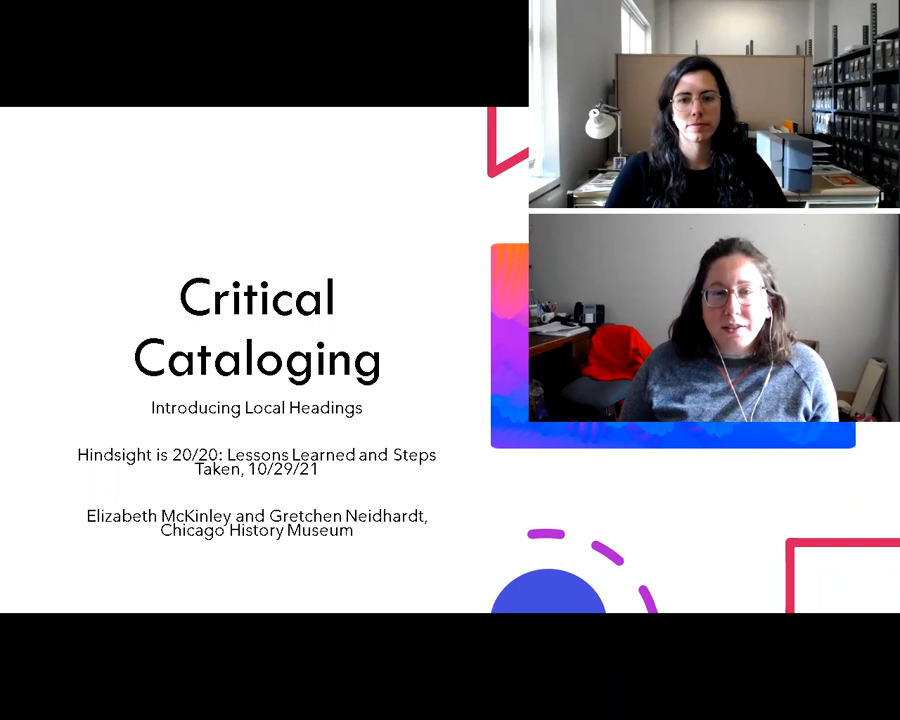 Critical
Cataloging
Introducing Local Headings
Hindsight is 20/20: Lessons Learned and Steps
Taken, 10/29/21
Elizabeth McKinley and Gretchen Neidhardt,
Chicago History Museum